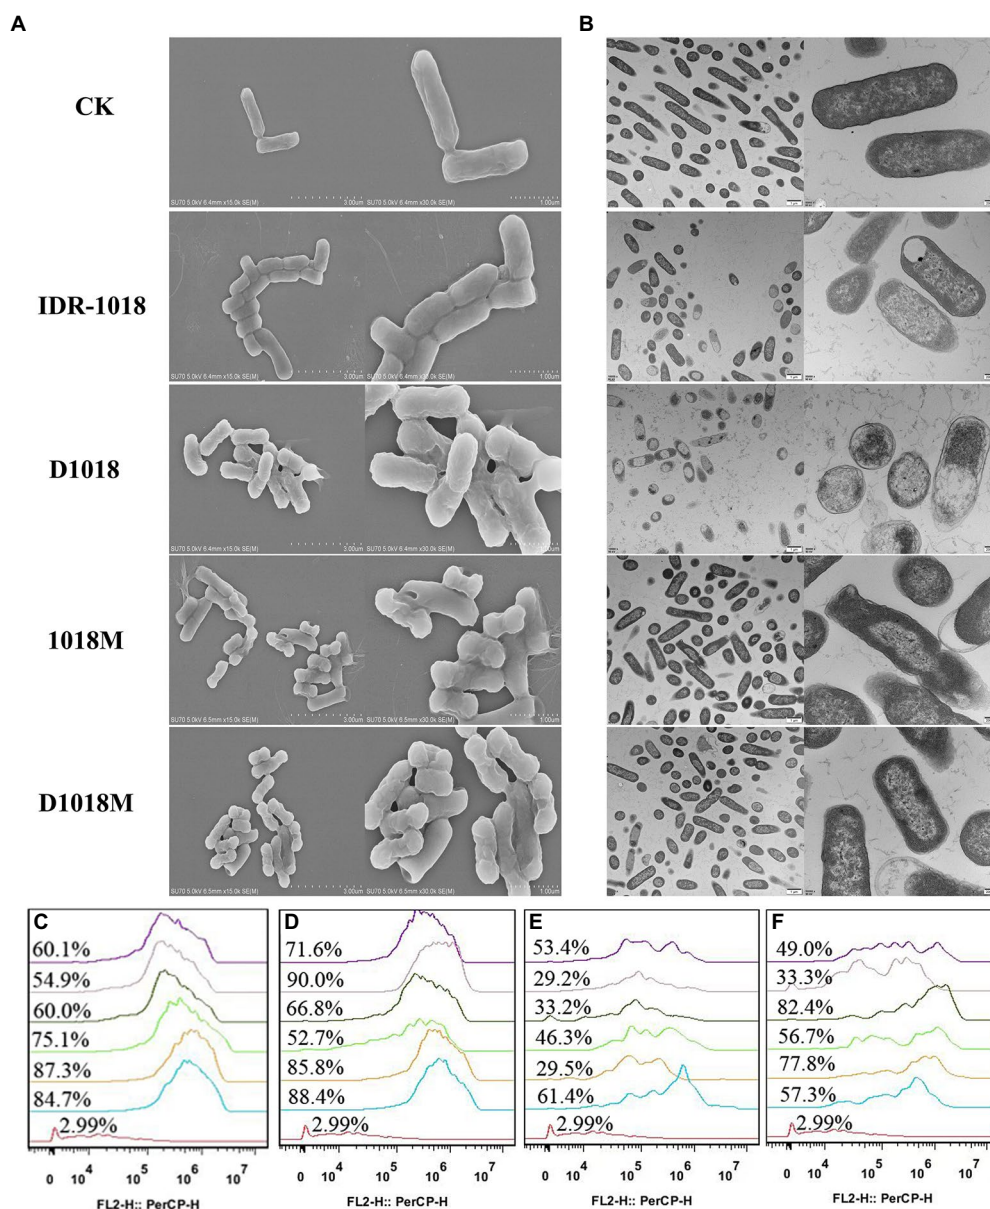 A
B
CK
SU70 5.0kV 6.4mm x15.0k SE(M) 3.00um
SU70 5.0kV 6.4mm x30.0k SE(M) 1.00um
IDR-1018
SU70 5.0kV 6.4mm x15.0k SE(M) 3.00um
SU70 5.0kV 6.4mm x30.0k SE(M) 1.00um
D1018
SU70 5.0kV 6.4mm x15.0k SE(M) 3.00um
SU70 5.0kV 6.4mm x30.0k SE(M) 1.00um
1018M
SU70 5.0kV 6.5mm x15.0k SE(M) 3.00um
SU70 5.0kV 6.5mm x30.0k SE(M) 1.00um
D1018M
SU70 5.0kV 6.5mm x15.0k SE(M) 3.00um
SU70 5.0kV 6.5mm x30.0k SE(M) 1.00um
C
60.1%
54.9%
60.0%
75.1%
87.3%
84.7%
2.99%
0 10^4 10^5 10^6 10^7
FL2-H:: PerCP-H
D
71.6%
90.0%
66.8%
52.7%
85.8%
88.4%
2.99%
0 10^4 10^5 10^6 10^7
FL2-H:: PerCP-H
E
53.4%
29.2%
33.2%
46.3%
29.5%
61.4%
2.99%
0 10^4 10^5 10^6 10^7
FL2-H:: PerCP-H
F
49.0%
33.3%
82.4%
56.7%
77.8%
57.3%
2.99%
0 10^4 10^5 10^6 10^7
FL2-H:: PerCP-H